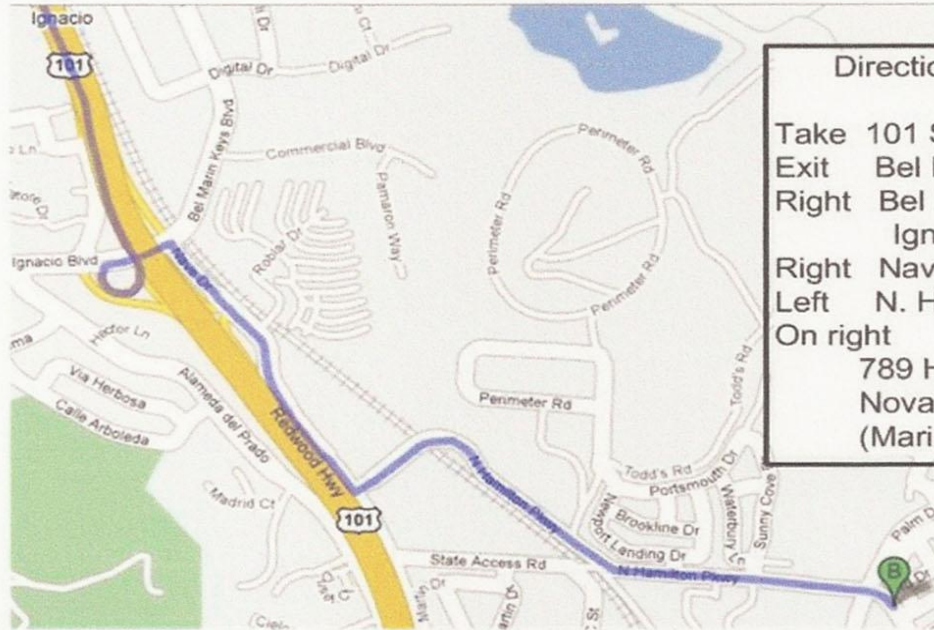 Ignacio
101
Digital Dr
Digital Dr
Bel Marin Keys Blvd
Commercial Blvd
Pamaron Way
Roblar Dr
Ignacio Blvd
Nave Dr
Hector Ln
Via Herbosa
Calle Arboleda
Alameda del Prado
Redwood Hwy
Madrid Ct
101
State Access Rd
Perimeter Rd
Perimeter Rd
Perimeter Rd
Perimeter Rd
Todd's Rd
Todd's Rd
Portsmouth Dr
Newport Landing Dr
Brookline Dr
Waterbury Ln
Sunny Cove
N Hamilton Pkwy
N Hamilton Pkwy
Palm D
B
Dr
Directio
Take 101 S
Exit Bel
Right Bel
Ign
Right Nav
Left N. H
On right
789 H
Nova
(Mari